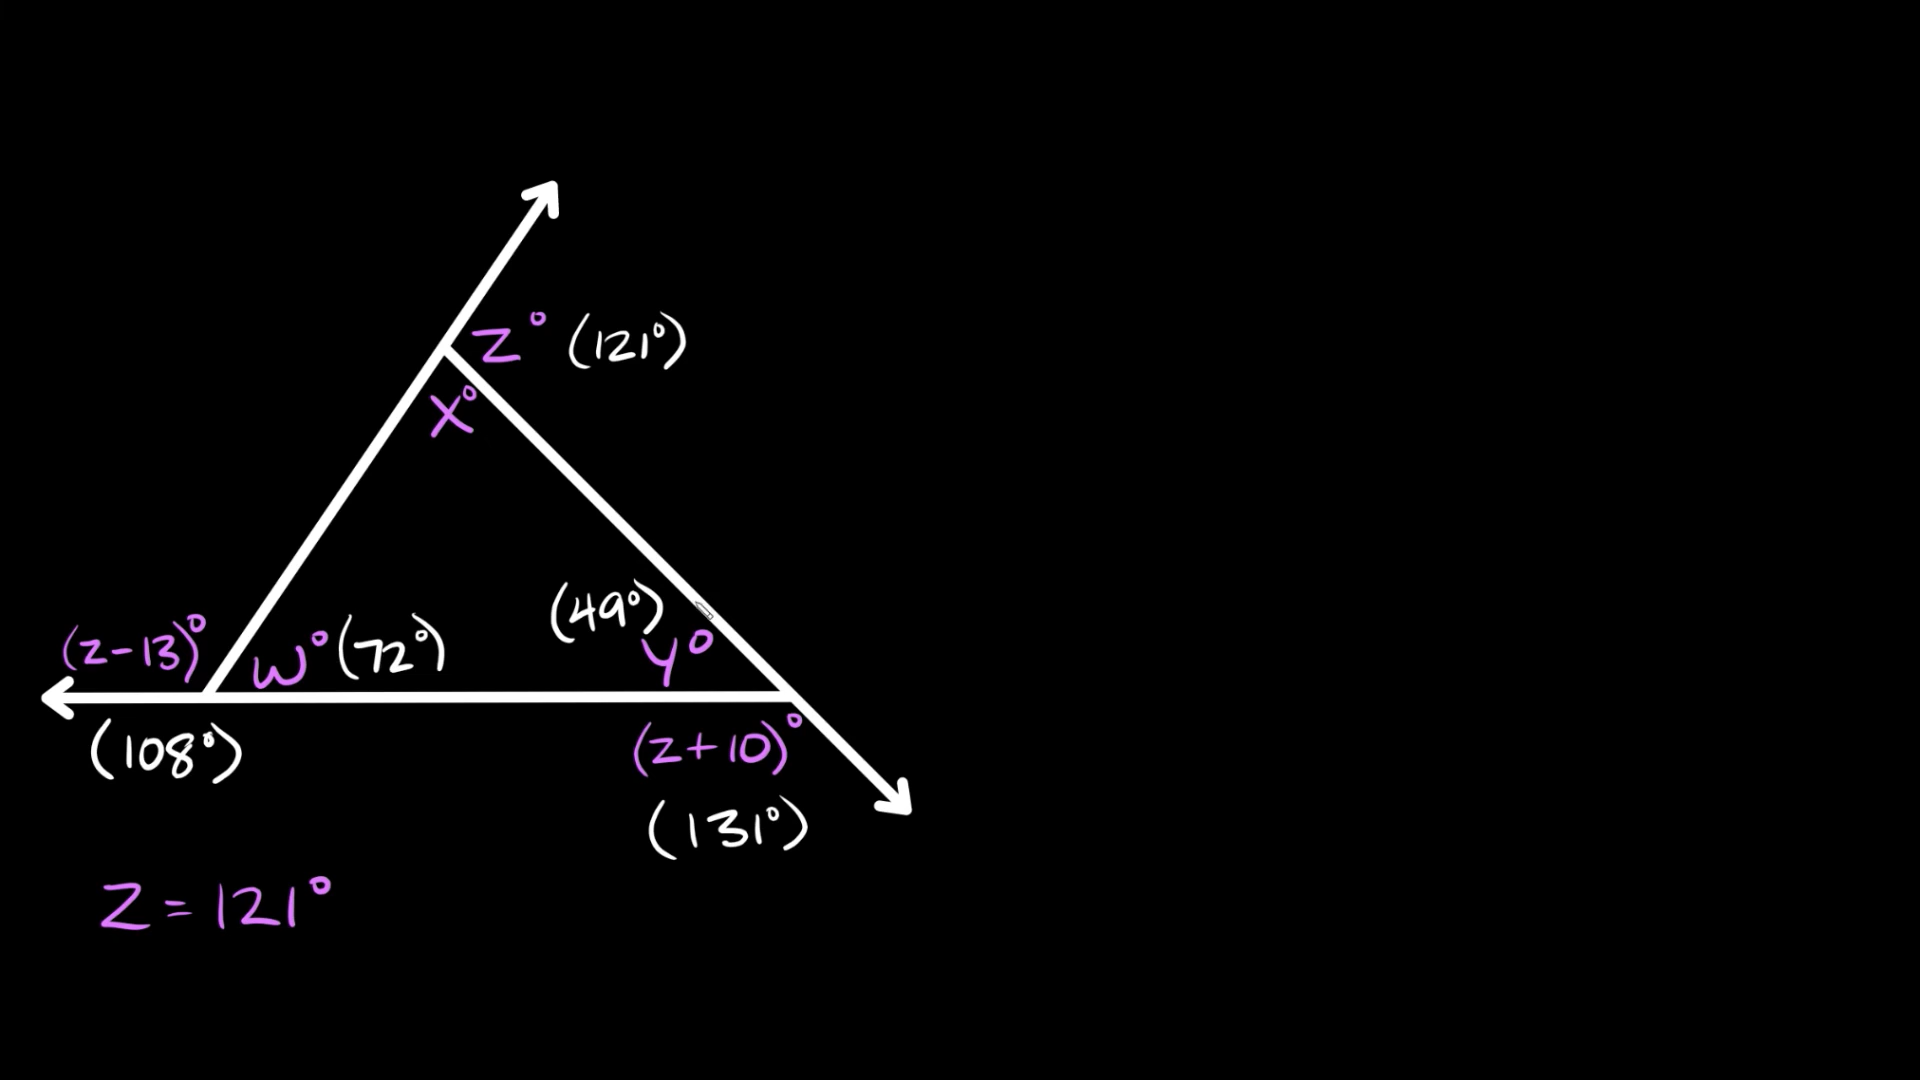 Z° (121°)
X°
(49°)
(z-13)° W° (72°) Y°
(108°) (z+10)°
(131°)
Z = 121°